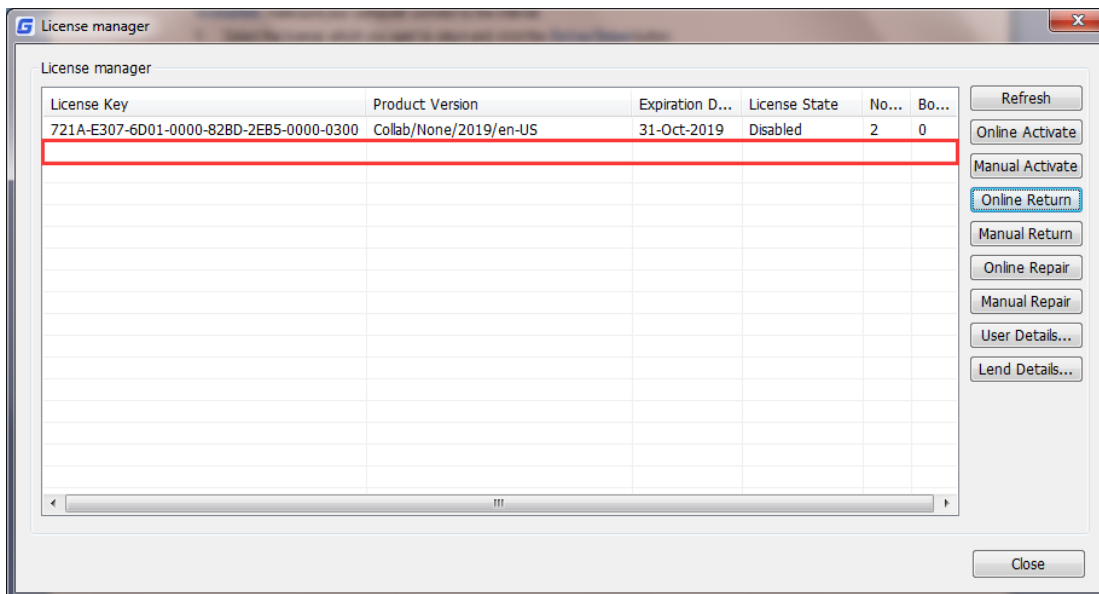 License manager
License manager
License Key Product Version Expiration D... License State No... Bo...
721A-E307-6D01-0000-82BD-2EB5-0000-0300 Collab/None/2019/en-US 31-Oct-2019 Disabled 2 0
Refresh
Online Activate
Manual Activate
Online Return
Manual Return
Online Repair
Manual Repair
User Details...
Lend Details...
Close